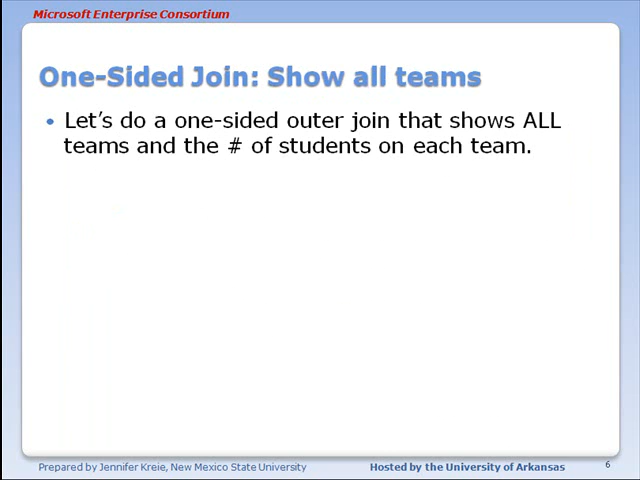 Microsoft Enterprise Consortium
One-Sided Join: Show all teams
• Let's do a one-sided outer join that shows ALL
teams and the # of students on each team.
Prepared by Jennifer Kreie, New Mexico State University
Hosted by the University of Arkansas
6